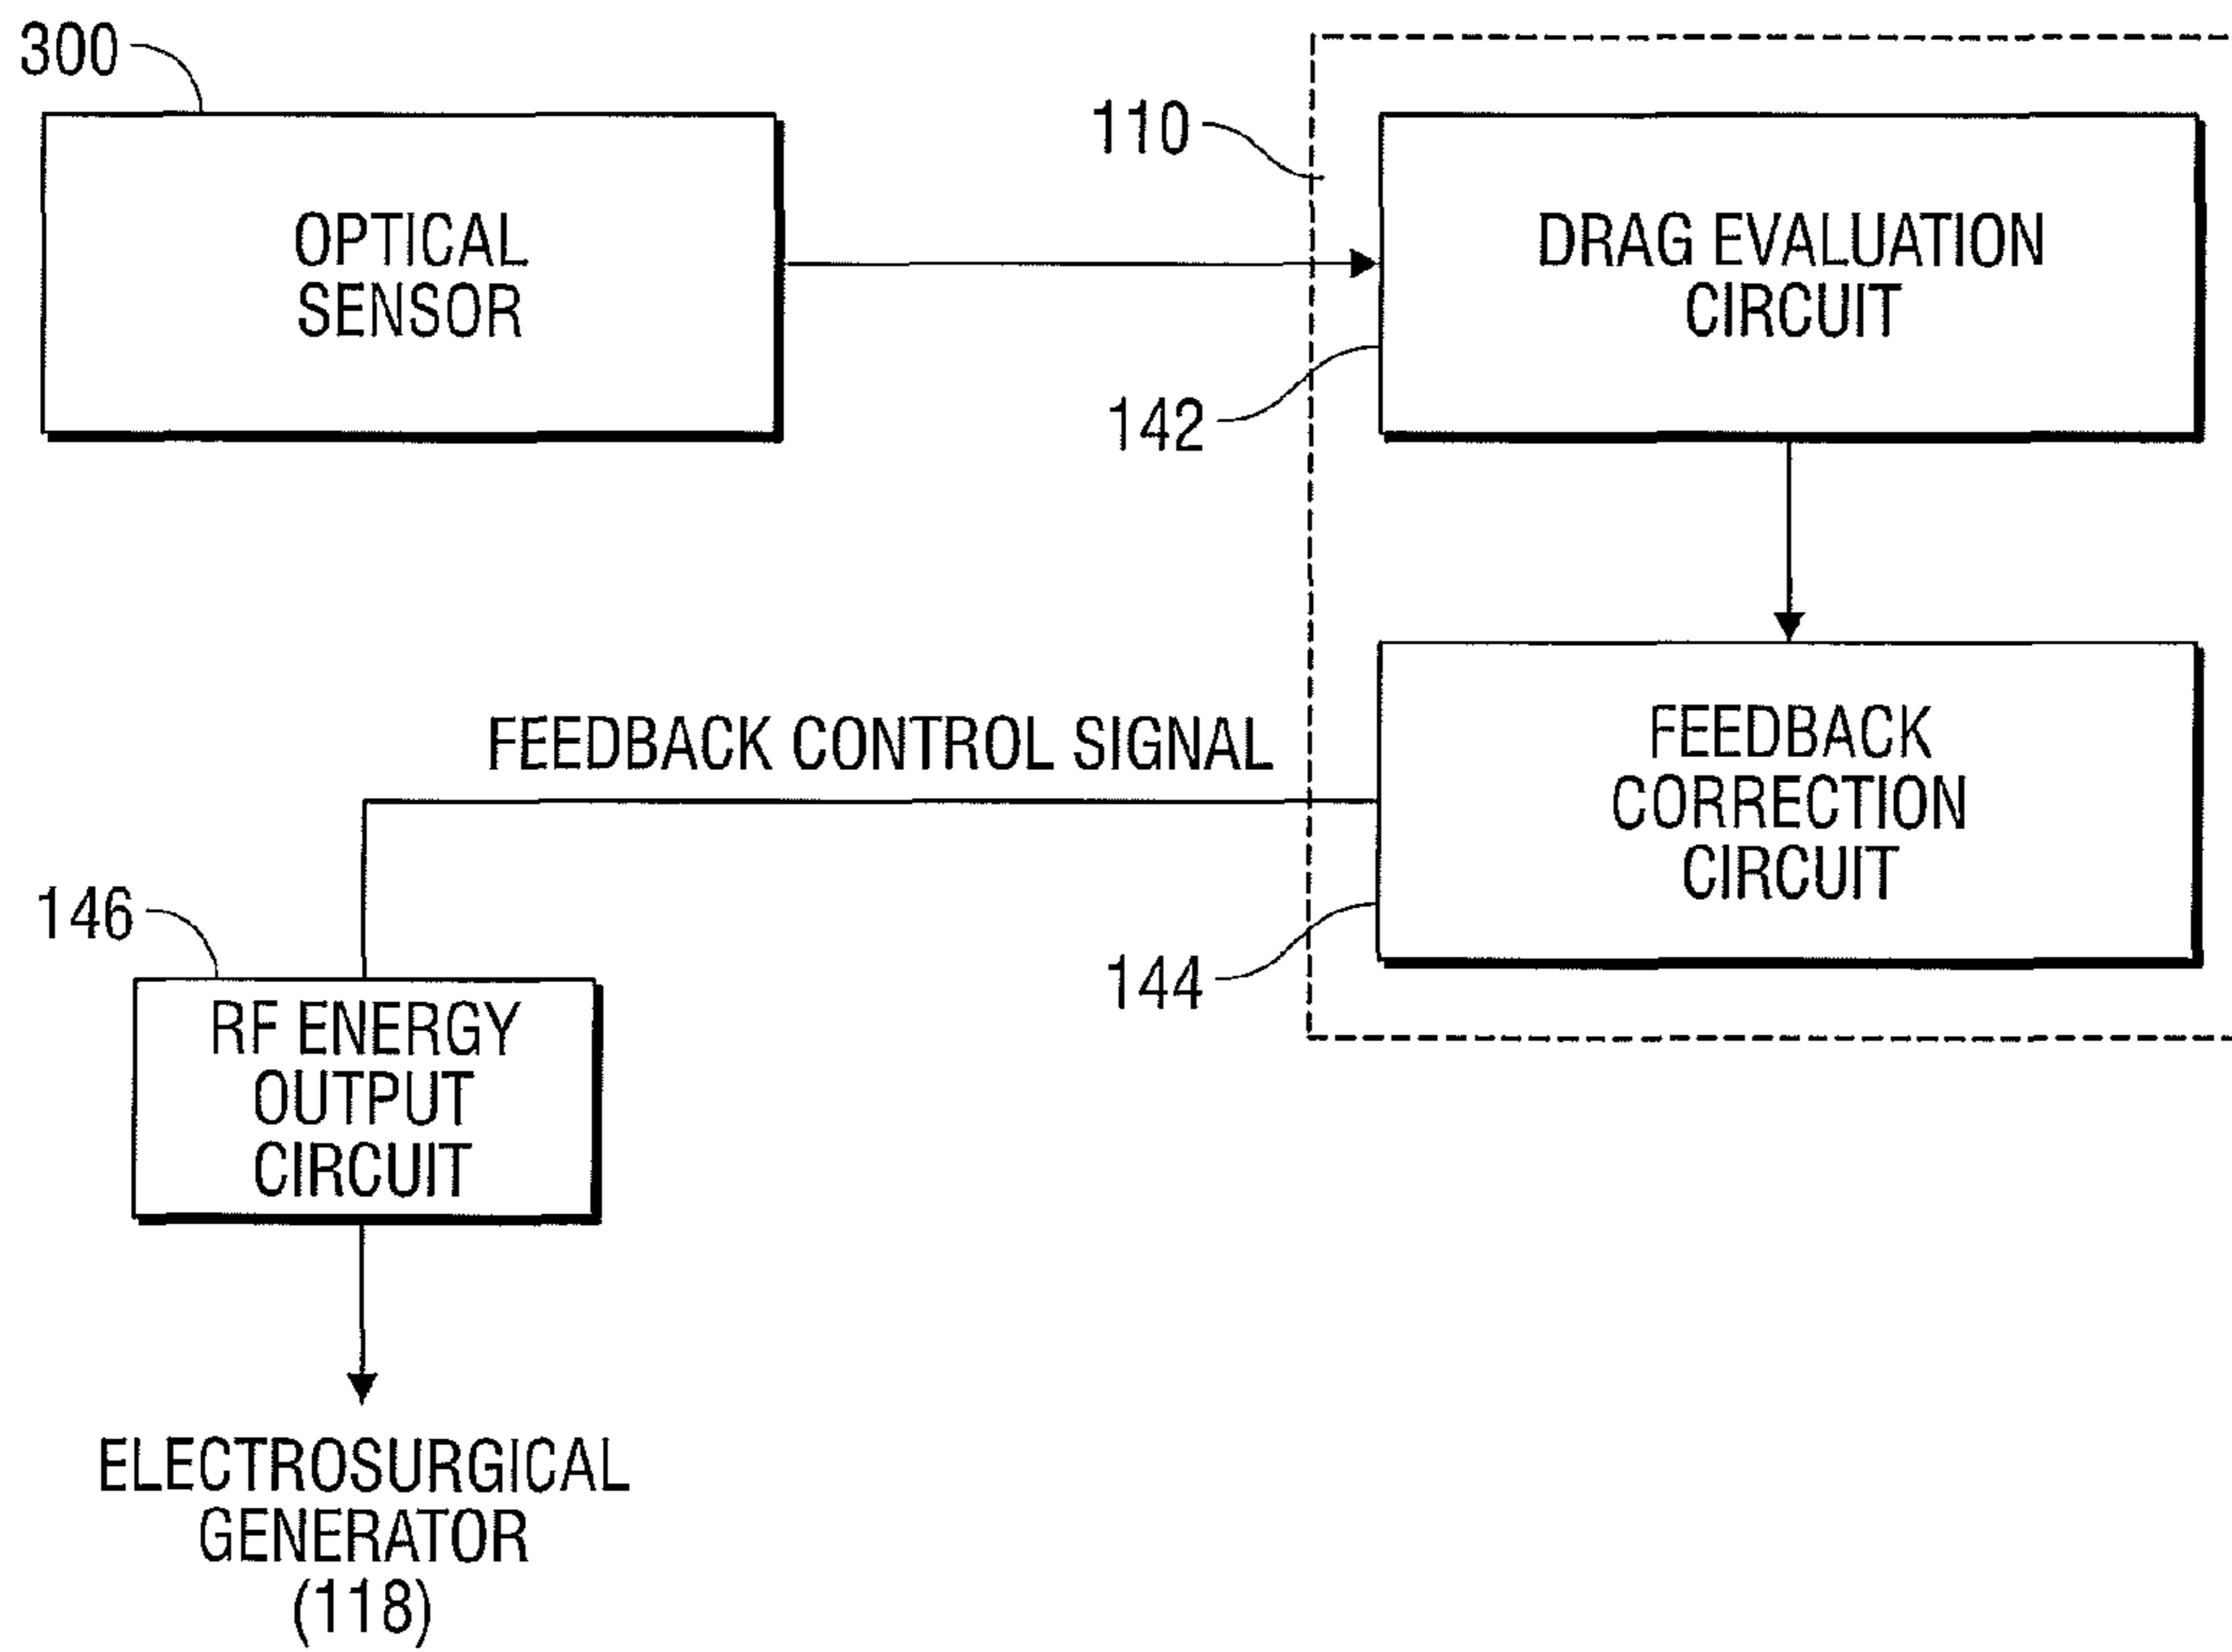 300
OPTICAL
SENSOR
110
DRAG EVALUATION
CIRCUIT
142
FEEDBACK CONTROL SIGNAL
FEEDBACK
CORRECTION
CIRCUIT
144
146
RF ENERGY
OUTPUT
CIRCUIT
ELECTROSURGICAL
GENERATOR
(118)